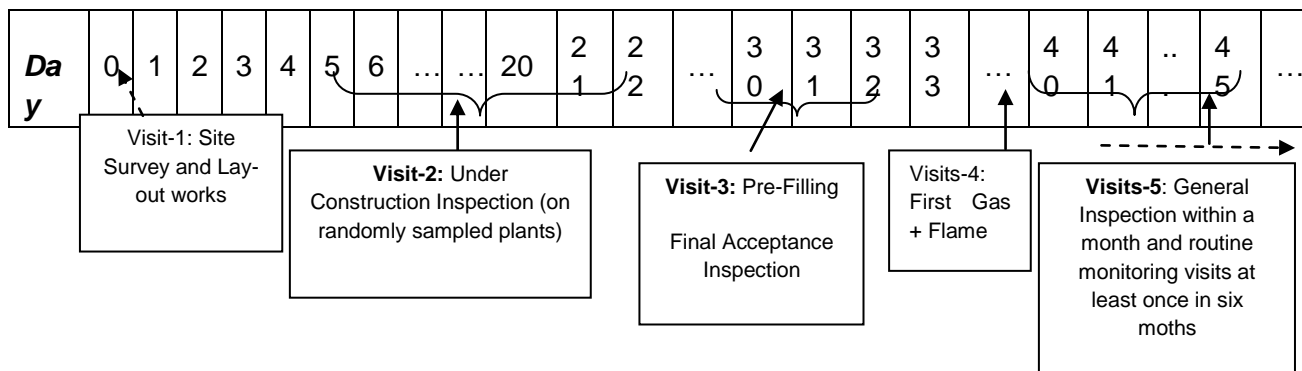 Day 0 1 2 3 4 5 6 … … 20 21 22 … 30 31 32 33 … 40 41 ... 45 …
Visit-1: Site
Survey and Lay-
out works
Visit-2: Under
Construction Inspection (on
randomly sampled plants)
Visit-3: Pre-Filling
Final Acceptance
Inspection
Visits-4:
First Gas
+ Flame
Visits-5: General
Inspection within a
month and routine
monitoring visits at
least once in six
moths